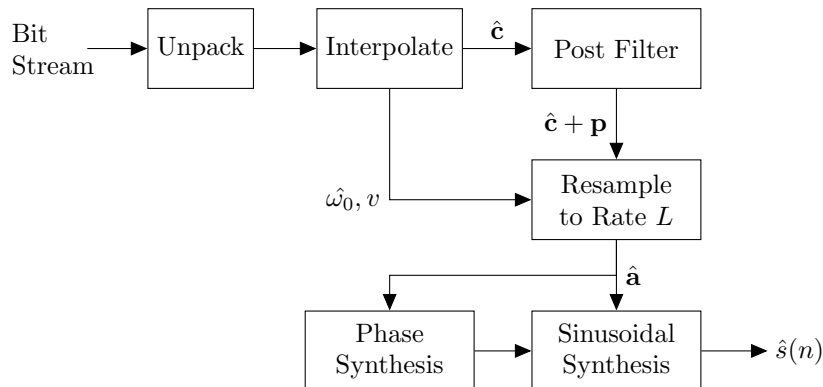 Bit
Stream
Unpack
Interpolate
ĉ
Post Filter
ĉ + p
ω̂₀, v
Resample
to Rate L
â
Phase
Synthesis
Sinusoidal
Synthesis
ŝ(n)